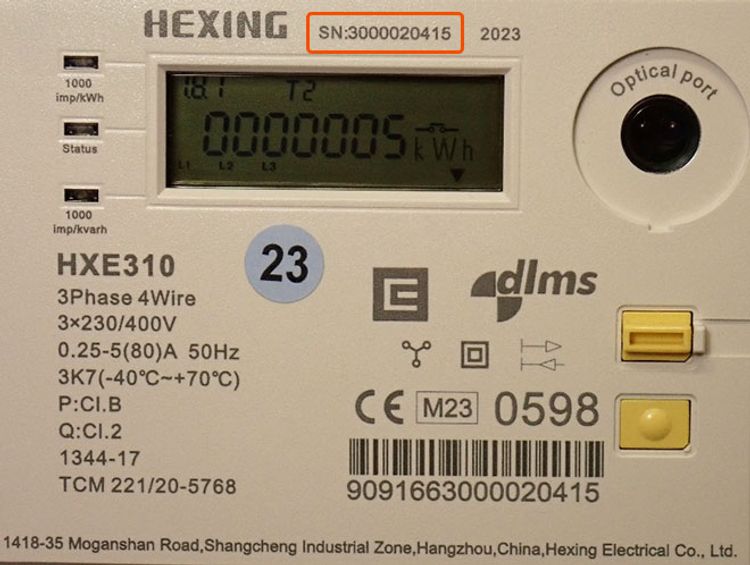 HEXING SN:3000020415 2023
1000
imp/kWh
Status
1000
imp/kvarh
1.8.1 T2
0000005 kWh
L1 L2 L3
Optical port
23
HXE310
3Phase 4Wire
3×230/400V
0.25-5(80)A 50Hz
3K7(-40℃~+70℃)
P:Cl.B
Q:Cl.2
1344-17
TCM 221/20-5768
dlms
CE M23 0598
9091663000020415
1418-35 Moganshan Road,Shangcheng Industrial Zone,Hangzhou,China,Hexing Electrical Co., Ltd.